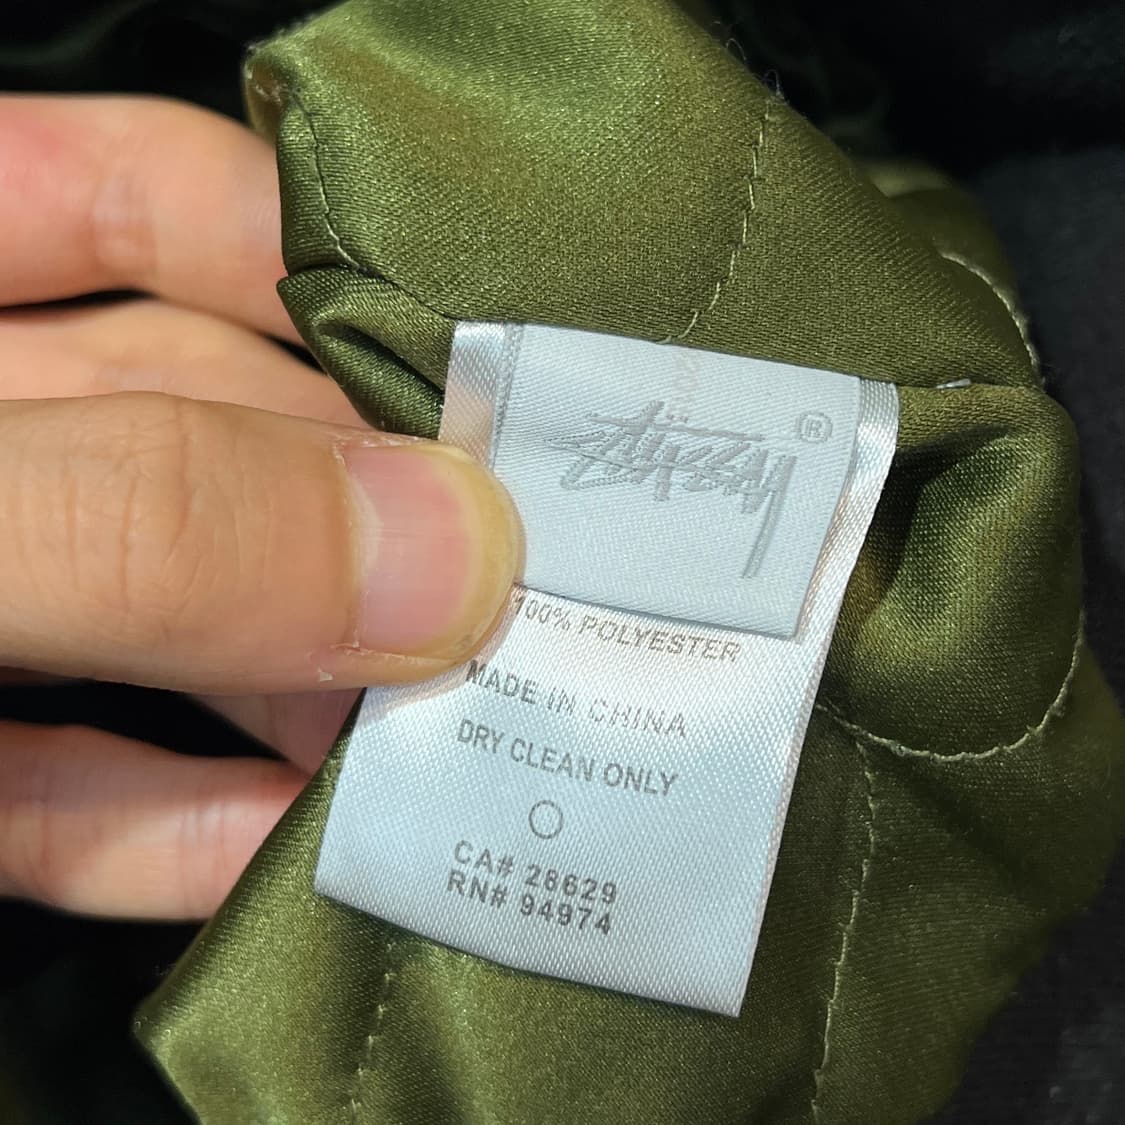 Stüssy ®
100% POLYESTER
MADE IN CHINA
DRY CLEAN ONLY
CA# 28629
RN# 94974